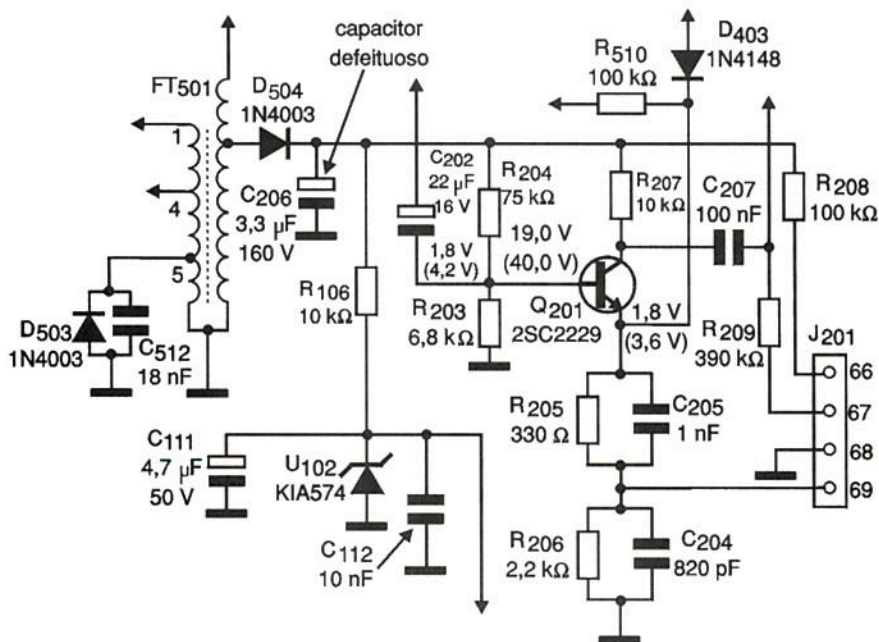 capacitor
defeituoso
FT501
D504
1N4003
1
4
5
C206
3,3 µF
160 V
D503
1N4003
C512
18 nF
C111
4,7 µF
50 V
R106
10 kΩ
U102
KIA574
C112
10 nF
C202
22 µF
16 V
1,8 V
(4,2 V)
R204
75 kΩ
19,0 V
(40,0 V)
R203
6,8 kΩ
R510
100 kΩ
D403
1N4148
R207
10 kΩ
C207
100 nF
R208
100 kΩ
Q201
2SC2229
1,8 V
(3,6 V)
R209
390 kΩ
J201
66
67
68
69
R205
330 Ω
C205
1 nF
R206
2,2 kΩ
C204
820 pF